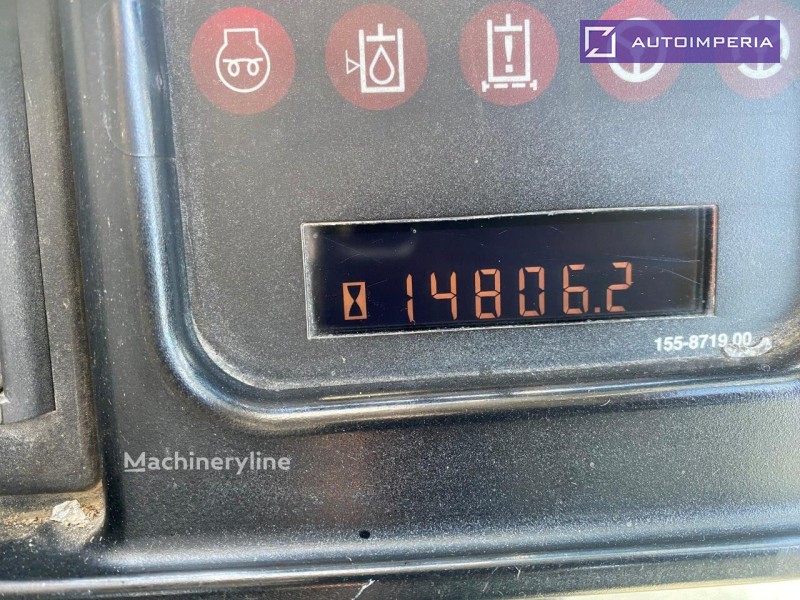 AUTOIMPERIA
14806.2
155-8719 00
Machineryline